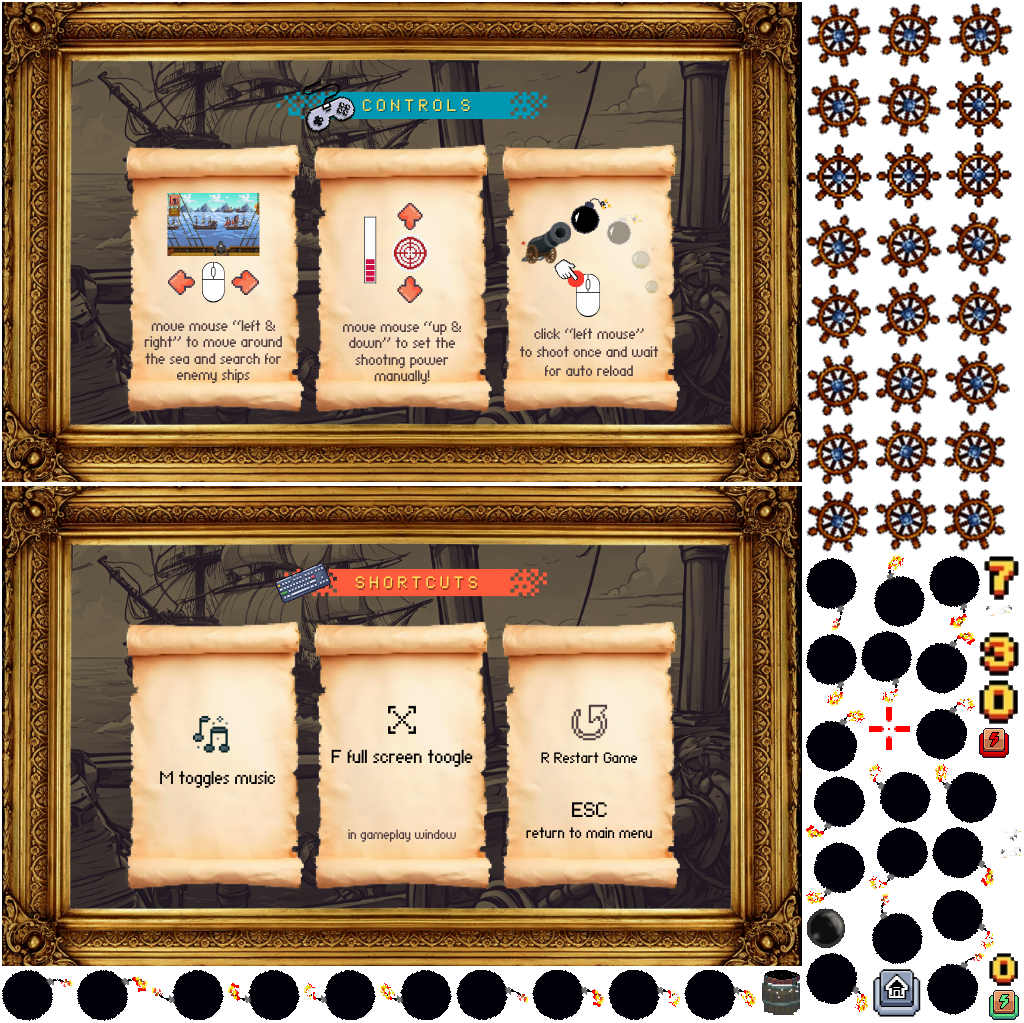 CONTROLS
move mouse “left &
right” to move around
the sea and search for
enemy ships
move mouse “up &
down” to set the
shooting power
manually!
click “left mouse”
to shoot once and wait
for auto reload
SHORTCUTS
M toggles music
F full screen toogle
in gameplay window
R Restart Game
ESC
return to main menu
7
3
0
0